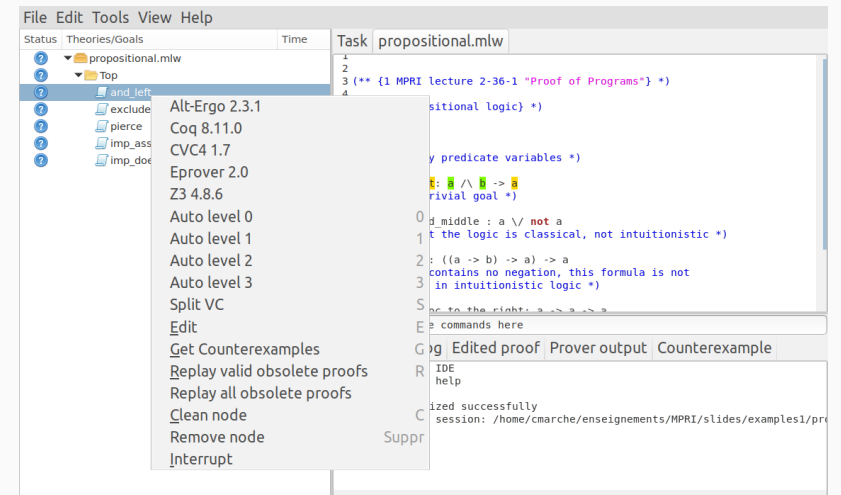 File Edit Tools View Help
Status Theories/Goals Time
propositional.mlw
Top
and_left
exclude
pierce
imp_ass
imp_doe
Alt-Ergo 2.3.1
Coq 8.11.0
CVC4 1.7
Eprover 2.0
Z3 4.8.6
Auto level 0 0
Auto level 1 1
Auto level 2 2
Auto level 3 3
Split VC S
Edit E
Get Counterexamples G
Replay valid obsolete proofs R
Replay all obsolete proofs
Clean node C
Remove node Suppr
Interrupt
Task propositional.mlw
2
3 (** {1 MPRI lecture 2-36-1 "Proof of Programs"} *)
4
sitional logic} *)
y predicate variables *)
t: a /\ b -> a
rivial goal *)
d_middle : a \/ not a
t the logic is classical, not intuitionistic *)
: ((a -> b) -> a) -> a
contains no negation, this formula is not
in intuitionistic logic *)
oc to the right: a -> a -> a
e commands here
og Edited proof Prover output Counterexample
IDE
help
ized successfully
session: /home/cmarche/enseignements/MPRI/slides/examples1/pro